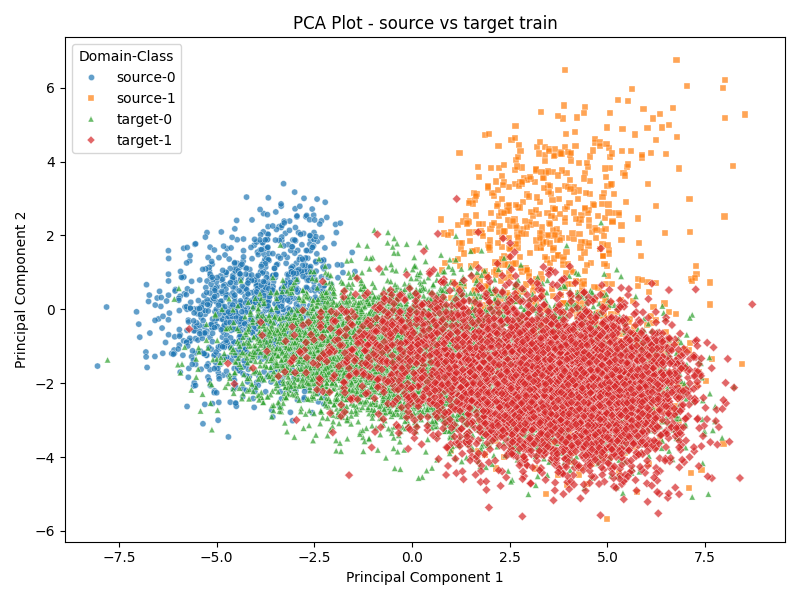 PCA Plot - source vs target train
Domain-Class
source-0
source-1
target-0
target-1
6
4
2
0
−2
−4
−6
−7.5
−5.0
−2.5
0.0
2.5
5.0
7.5
Principal Component 1
Principal Component 2